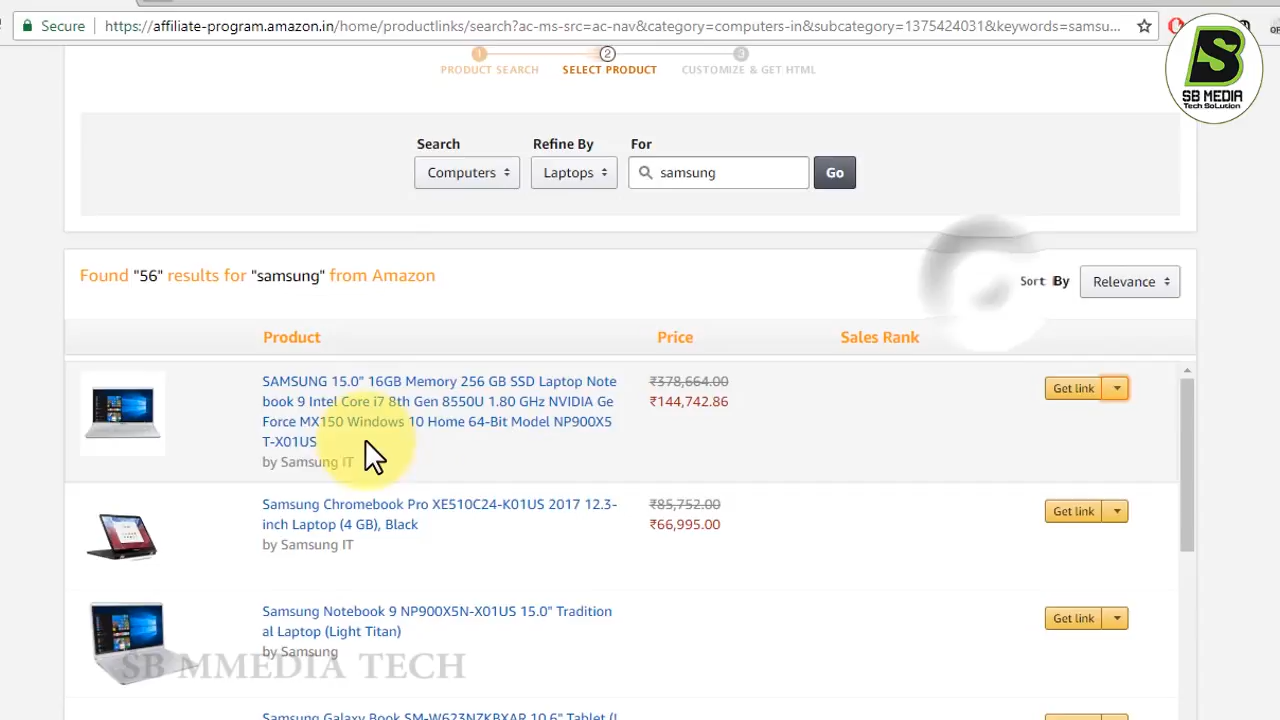 Secure
https://affiliate-program.amazon.in/home/productlinks/search?ac-ms-src=ac-nav&category=computers-in&subcategory=1375424031&keywords=samsu...
SB MEDIA
Tech SoLution
1 2 3
PRODUCT SEARCH SELECT PRODUCT CUSTOMIZE & GET HTML
Search Refine By For
Computers Laptops samsung Go
Found "56" results for "samsung" from Amazon
Sort By Relevance
Product Price Sales Rank
SAMSUNG 15.0" 16GB Memory 256 GB SSD Laptop Note
book 9 Intel Core i7 8th Gen 8550U 1.80 GHz NVIDIA Ge
Force MX150 Windows 10 Home 64-Bit Model NP900X5
T-X01US
by Samsung IT
₹378,664.00
₹144,742.86
Get link
Samsung Chromebook Pro XE510C24-K01US 2017 12.3-
inch Laptop (4 GB), Black
by Samsung IT
₹85,752.00
₹66,995.00
Get link
Samsung Notebook 9 NP900X5N-X01US 15.0" Tradition
al Laptop (Light Titan)
by Samsung
Get link
SB MMEDIA TECH
Samsung Galaxy Book SM-W623NZKBXAR 10.6" Tablet (I